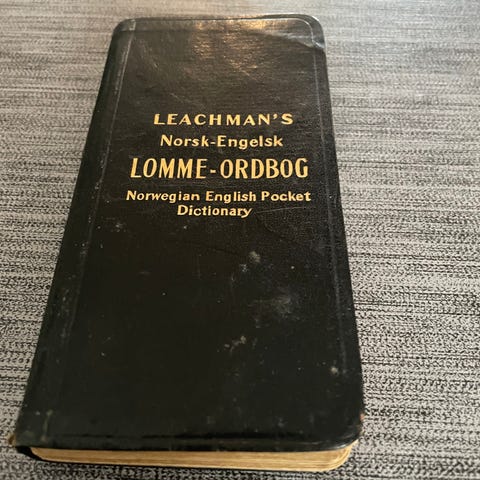 LEACHMAN'S
Norsk-Engelsk
LOMME-ORDBOG
Norwegian English Pocket
Dictionary